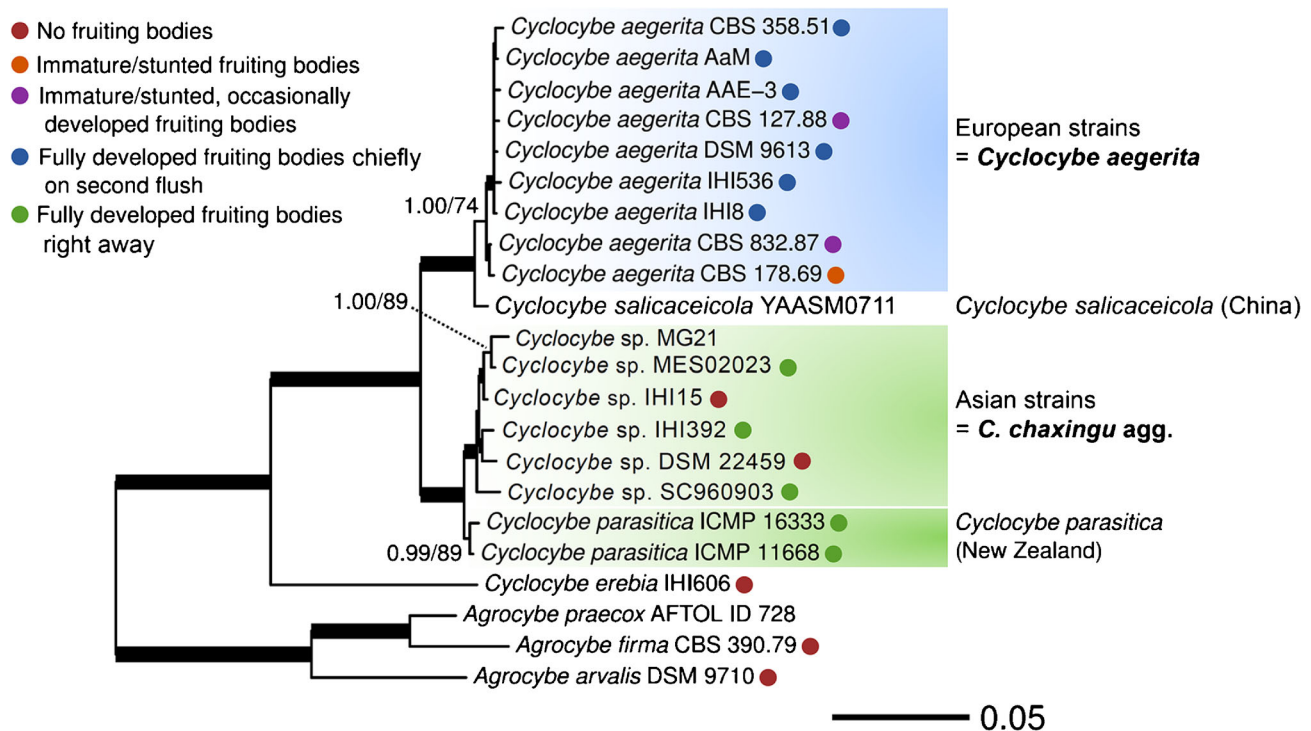 No fruiting bodies
Immature/stunted fruiting bodies
Immature/stunted, occasionally
developed fruiting bodies
Fully developed fruiting bodies chiefly
on second flush
Fully developed fruiting bodies
right away
Cyclocybe aegerita CBS 358.51
Cyclocybe aegerita AaM
Cyclocybe aegerita AAE–3
Cyclocybe aegerita CBS 127.88
Cyclocybe aegerita DSM 9613
Cyclocybe aegerita IHI536
Cyclocybe aegerita IHI8
Cyclocybe aegerita CBS 832.87
Cyclocybe aegerita CBS 178.69
European strains
= Cyclocybe aegerita
1.00/74
Cyclocybe salicaceicola YAASM0711
Cyclocybe salicaceicola (China)
1.00/89
Cyclocybe sp. MG21
Cyclocybe sp. MES02023
Cyclocybe sp. IHI15
Cyclocybe sp. IHI392
Cyclocybe sp. DSM 22459
Cyclocybe sp. SC960903
Asian strains
= C. chaxingu agg.
Cyclocybe parasitica ICMP 16333
Cyclocybe parasitica ICMP 11668
Cyclocybe parasitica
(New Zealand)
0.99/89
Cyclocybe erebia IHI606
Agrocybe praecox AFTOL ID 728
Agrocybe firma CBS 390.79
Agrocybe arvalis DSM 9710
0.05